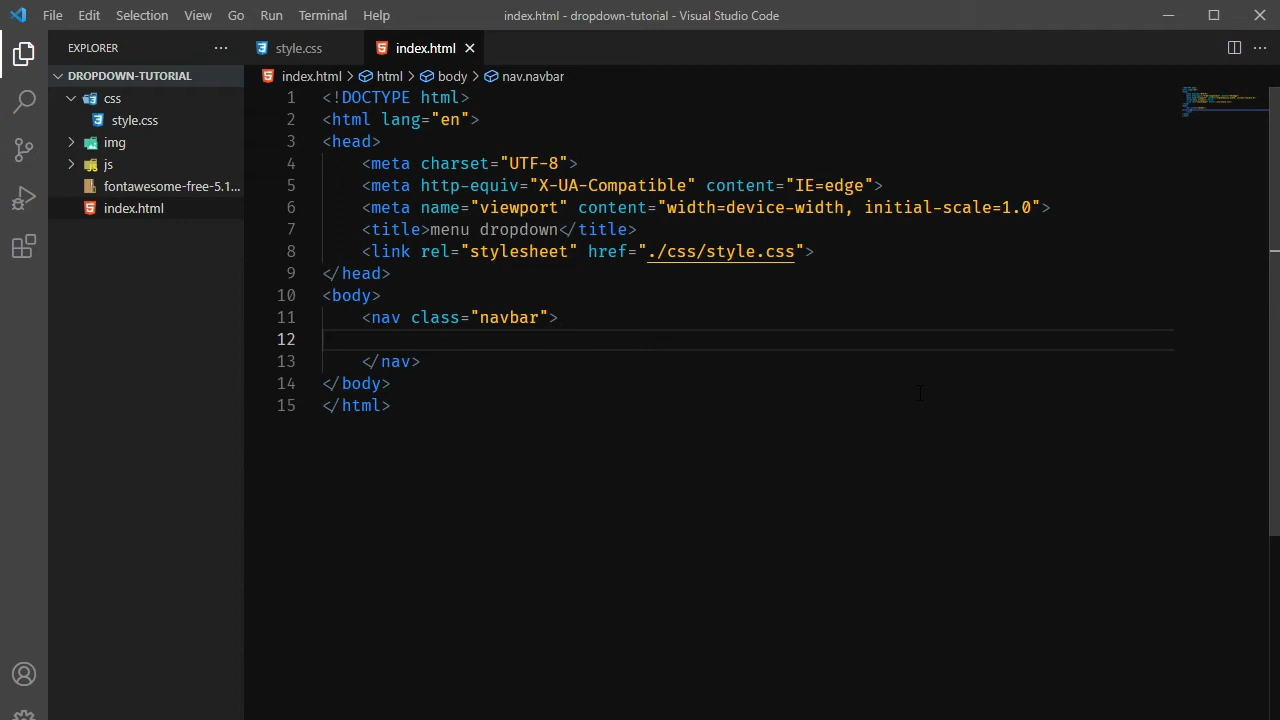 File Edit Selection View Go Run Terminal Help index.html - dropdown-tutorial - Visual Studio Code
EXPLORER
DROPDOWN-TUTORIAL
css
style.css
img
js
fontawesome-free-5.1...
index.html
style.css index.html
index.html > html > body > nav.navbar
1 <!DOCTYPE html>
2 <html lang="en">
3 <head>
4 <meta charset="UTF-8">
5 <meta http-equiv="X-UA-Compatible" content="IE=edge">
6 <meta name="viewport" content="width=device-width, initial-scale=1.0">
7 <title>menu dropdown</title>
8 <link rel="stylesheet" href="./css/style.css">
9 </head>
10 <body>
11 <nav class="navbar">
12
13 </nav>
14 </body>
15 </html>